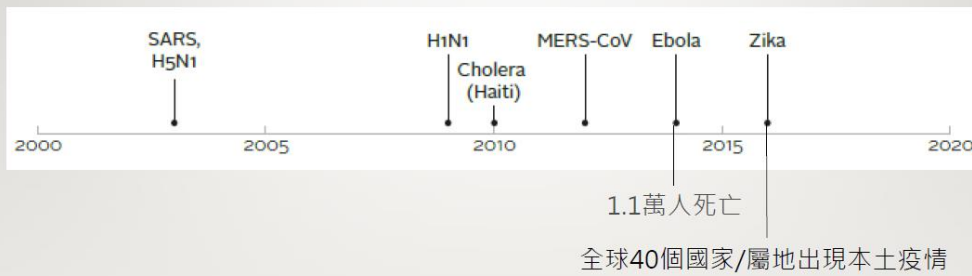 SARS,
H5N1
H1N1
MERS-CoV
Ebola
Zika
Cholera
(Haiti)
2000
2005
2010
2015
2020
1.1萬人死亡
全球40個國家/屬地出現本土疫情